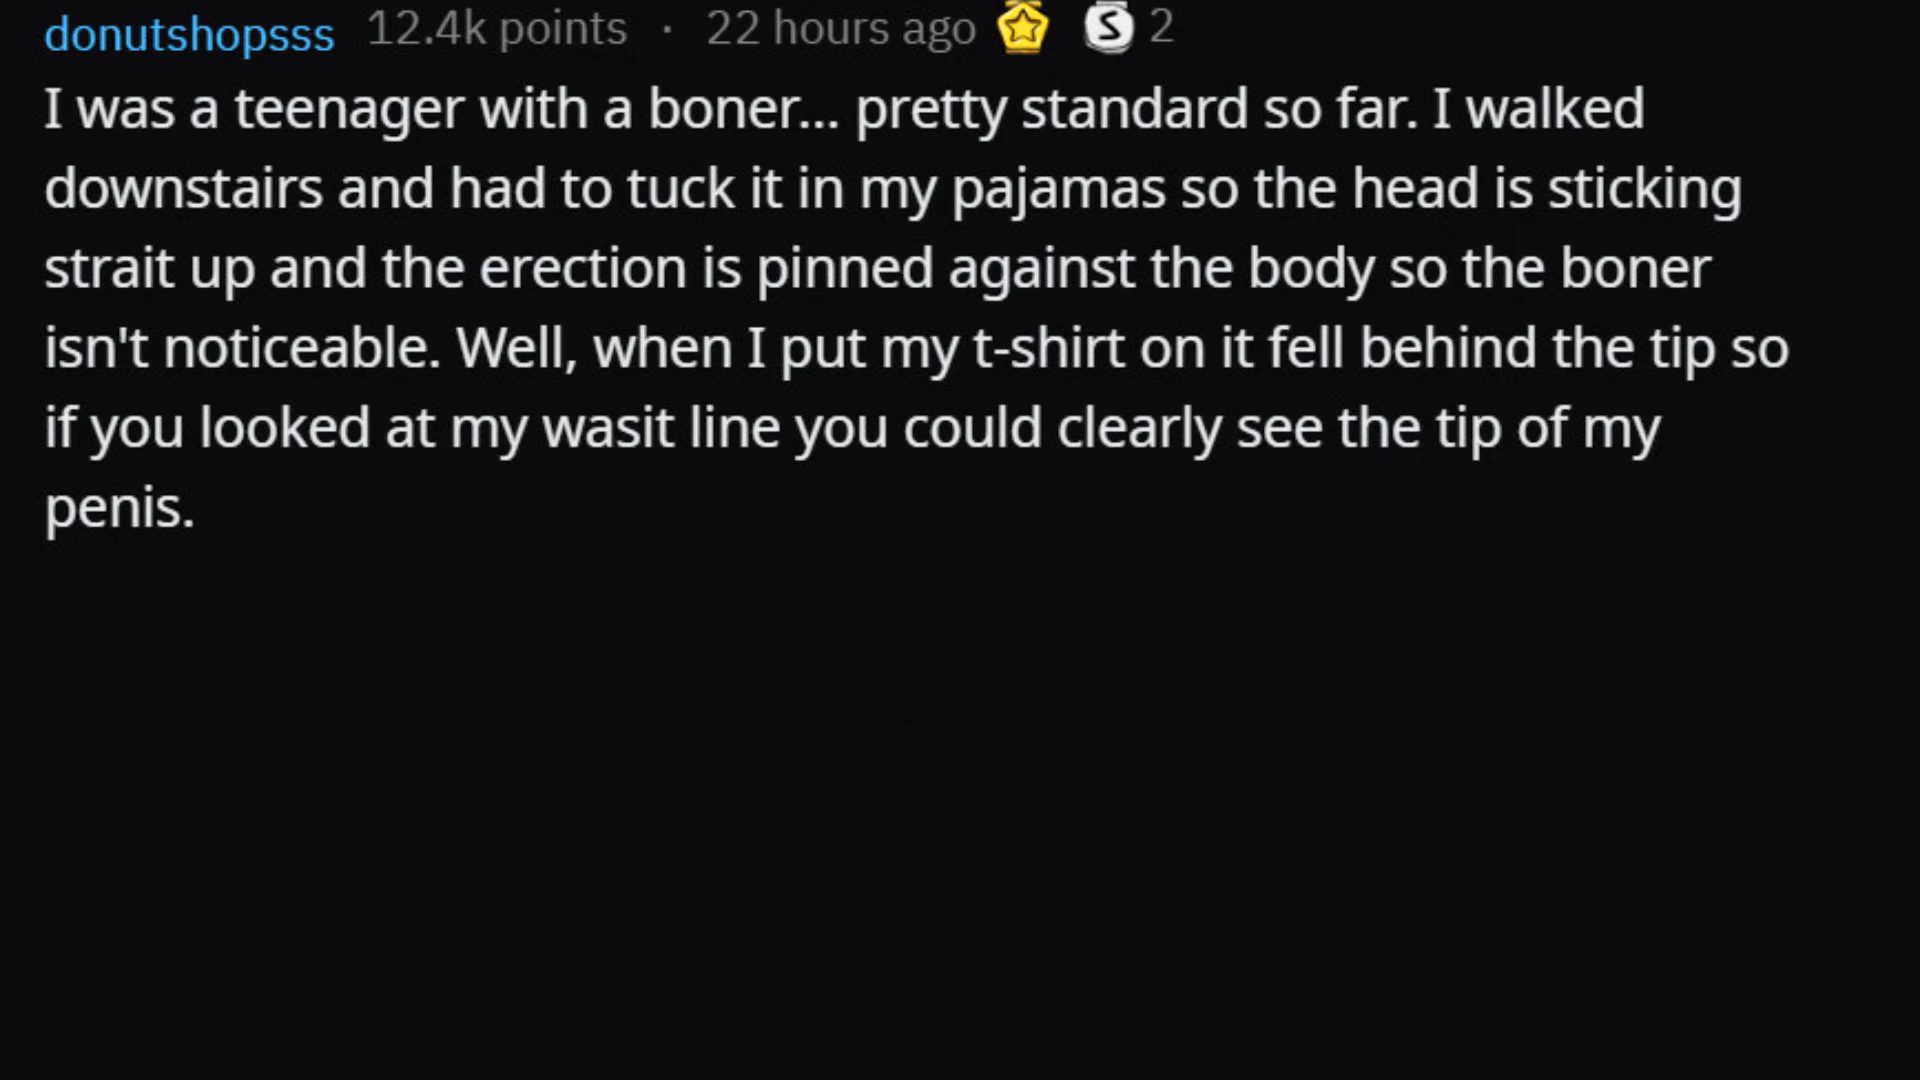 donutshopsss 12.4k points · 22 hours ago S 2
I was a teenager with a boner... pretty standard so far. I walked
downstairs and had to tuck it in my pajamas so the head is sticking
strait up and the erection is pinned against the body so the boner
isn't noticeable. Well, when I put my t-shirt on it fell behind the tip so
if you looked at my wasit line you could clearly see the tip of my
penis.